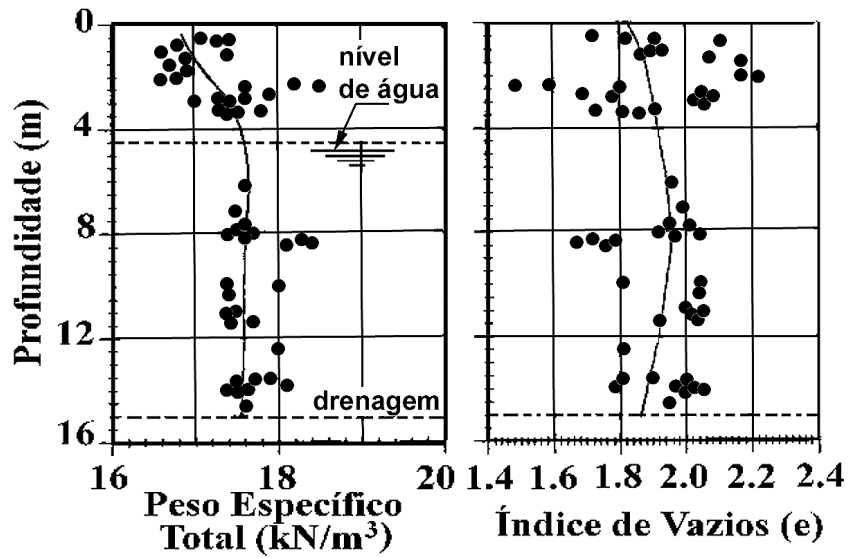 0
4
8
12
16
Profundidade (m)
nível
de água
drenagem
16 18 20
Peso Específico
Total (kN/m³)
1.4 1.6 1.8 2.0 2.2 2.4
Índice de Vazios (e)